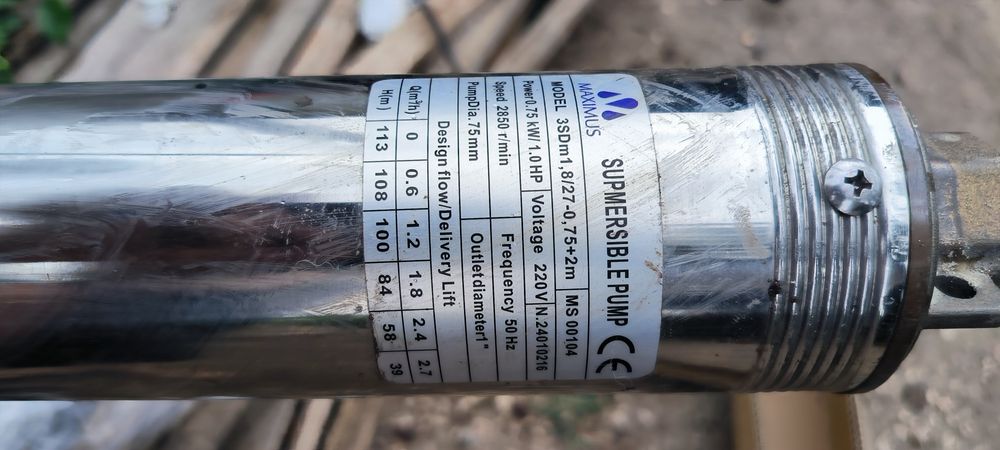 MAXIMUS
SUPMERSIBLE PUMP CE
MODEL 3SDm1,8/27-0,75+2m MS 00104
Power0.75 kW/1.0HP Voltage 220V N.24010216
Speed 2850 r/min Frequency 50 Hz
PumpDia.75mm Outletdiameter1"
Design flow/Delivery Lift
Q(m³/h) 0 0.6 1.2 1.8 2.4 2.7
H(m) 113 108 100 84 58 39